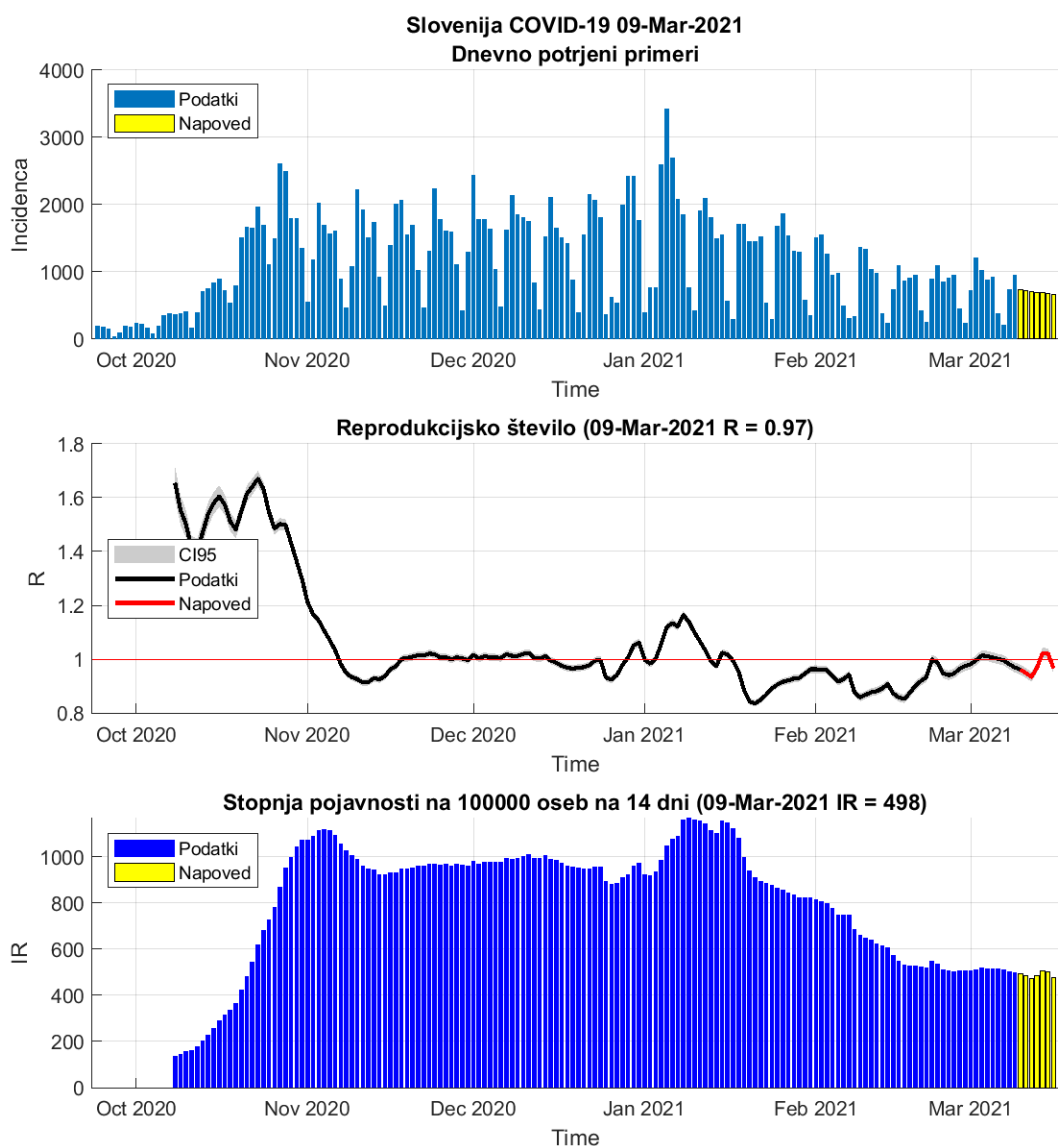 Slovenija COVID-19 09-Mar-2021
Dnevno potrjeni primeri
4000
3000
2000
1000
0
Incidenca
Podatki
Napoved
Oct 2020
Nov 2020
Dec 2020
Jan 2021
Feb 2021
Mar 2021
Time
Reprodukcijsko število (09-Mar-2021 R = 0.97)
1.8
1.6
1.4
1.2
1
0.8
R
CI95
Podatki
Napoved
Oct 2020
Nov 2020
Dec 2020
Jan 2021
Feb 2021
Mar 2021
Time
Stopnja pojavnosti na 100000 oseb na 14 dni (09-Mar-2021 IR = 498)
1000
800
600
400
200
0
IR
Podatki
Napoved
Oct 2020
Nov 2020
Dec 2020
Jan 2021
Feb 2021
Mar 2021
Time